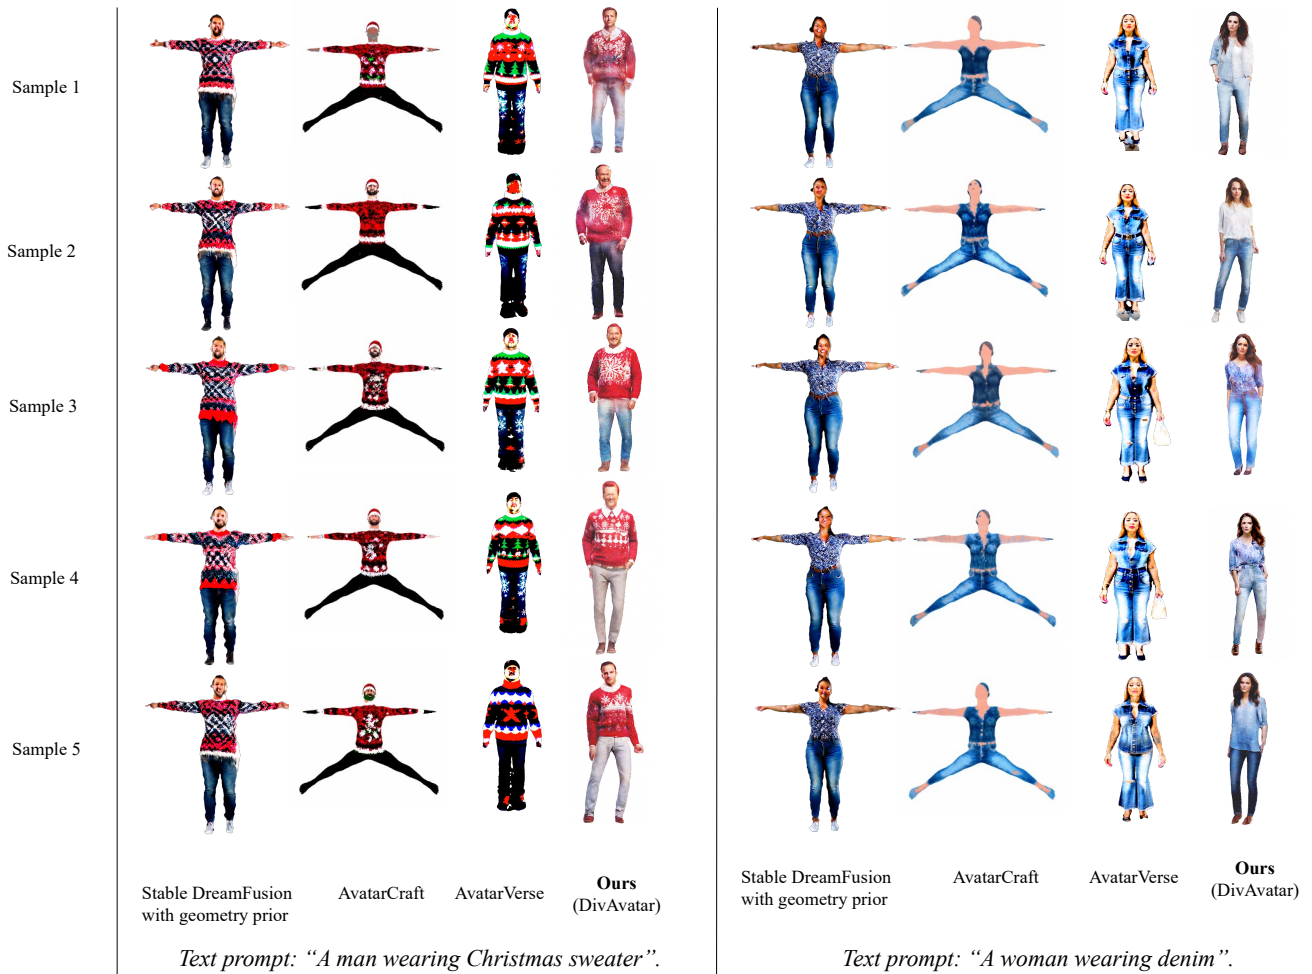 Sample 1
Sample 2
Sample 3
Sample 4
Sample 5
Stable DreamFusion
with geometry prior
AvatarCraft
AvatarVerse
Ours
(DivAvatar)
Text prompt: “A man wearing Christmas sweater”.
Stable DreamFusion
with geometry prior
AvatarCraft
AvatarVerse
Ours
(DivAvatar)
Text prompt: “A woman wearing denim”.